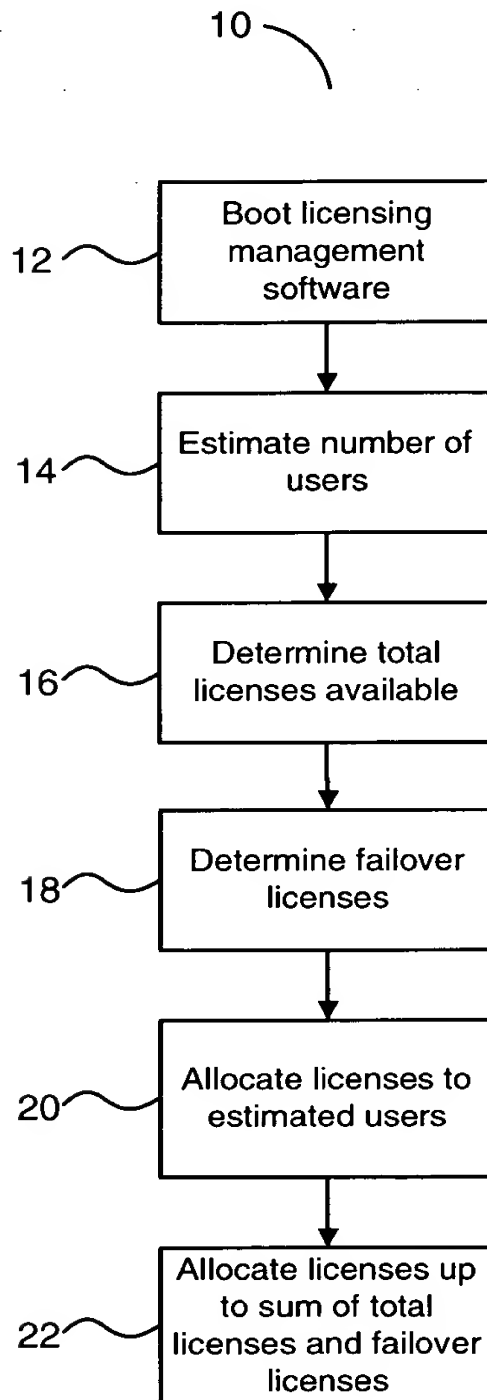 10
Boot licensing
management
software
12
Estimate number of
users
14
Determine total
licenses available
16
Determine failover
licenses
18
Allocate licenses to
estimated users
20
Allocate licenses up
to sum of total
licenses and failover
licenses
22